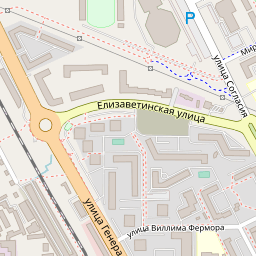 P
Мир
улица Согласия
Елизаветинская улица
улица Генера
улица Виллима Фермора